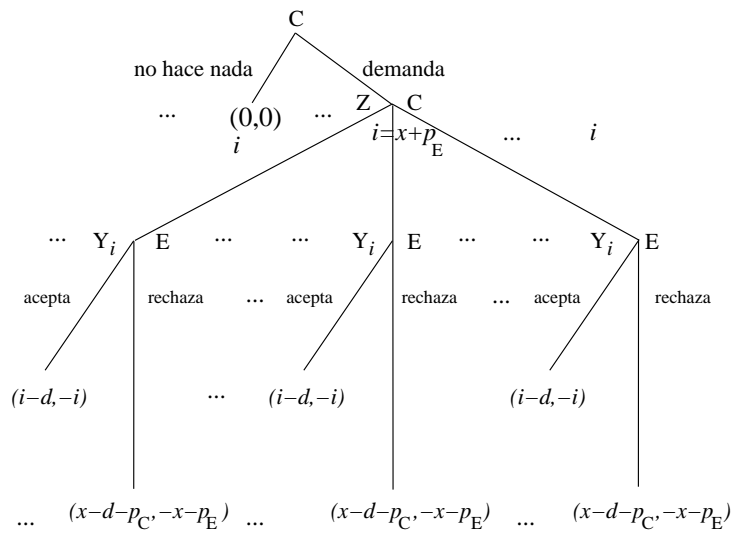 C
no hace nada demanda
... (0,0) ... Z C
i i=x+p_E ... i
... Y_i E ... ... Y_i E ... ... Y_i E
acepta rechaza ... acepta rechaza ... acepta rechaza
(i−d,−i) ... (i−d,−i) (i−d,−i)
... (x−d−p_C,−x−p_E) ... (x−d−p_C,−x−p_E) ... (x−d−p_C,−x−p_E)